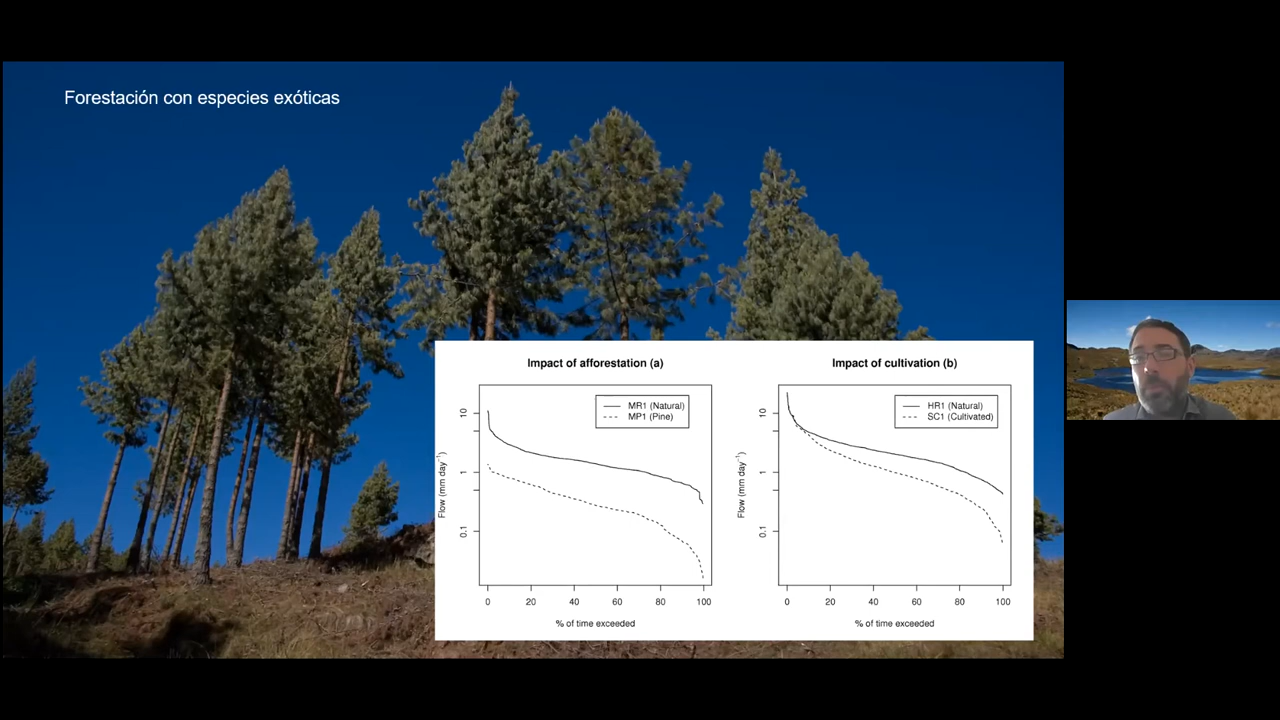 Forestación con especies exóticas
Impact of afforestation (a)
MR1 (Natural)
MP1 (Pine)
10
1
0.1
Flow (mm day⁻¹)
0
20
40
60
80
100
% of time exceeded
Impact of cultivation (b)
HR1 (Natural)
SC1 (Cultivated)
10
1
0.1
Flow (mm day⁻¹)
0
20
40
60
80
100
% of time exceeded